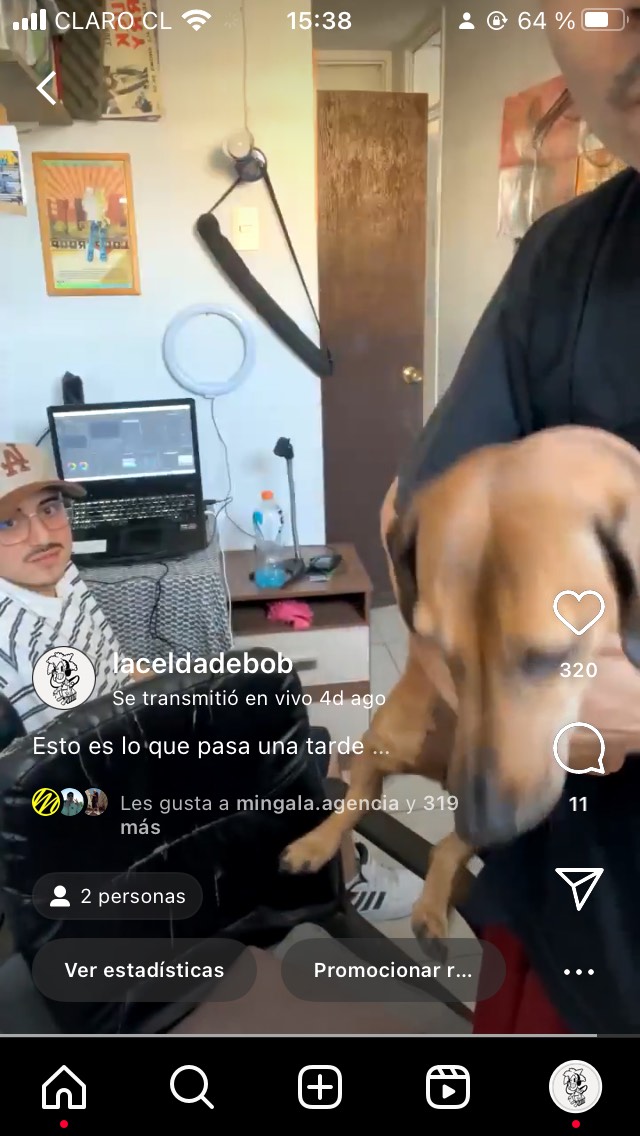 CLARO CL
15:38
64 %
LA
laceldadebob
Se transmitió en vivo 4d ago
Esto es lo que pasa una tarde ...
320
11
Les gusta a mingala.agencia y 319
más
2 personas
Ver estadísticas
Promocionar r...